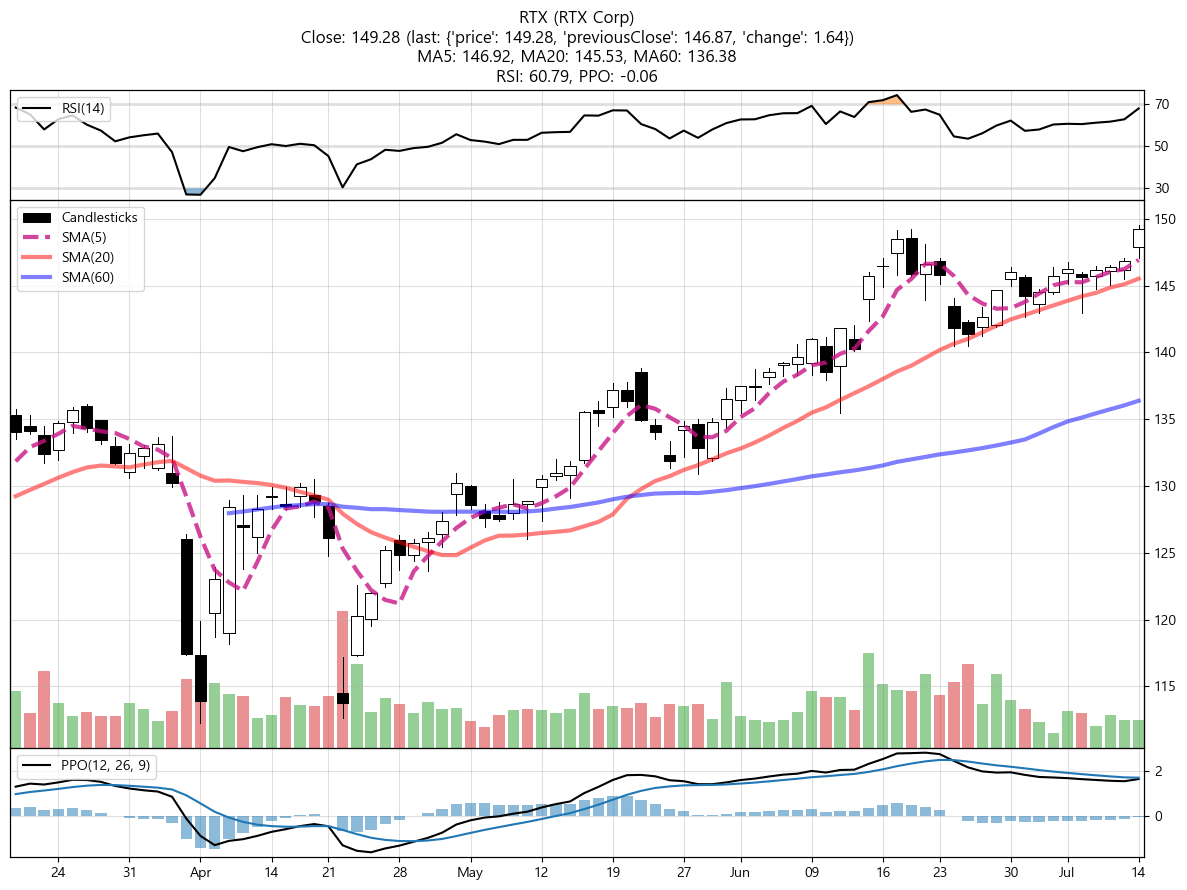 RTX (RTX Corp)
Close: 149.28 (last: {'price': 149.28, 'previousClose': 146.87, 'change': 1.64})
MA5: 146.92, MA20: 145.53, MA60: 136.38
RSI: 60.79, PPO: -0.06
RSI(14)
70
50
30
Candlesticks
SMA(5)
SMA(20)
SMA(60)
150
145
140
135
130
125
120
115
PPO(12, 26, 9)
2
0
24 31 Apr 14 21 28 May 12 19 27 Jun 09 16 23 30 Jul 14